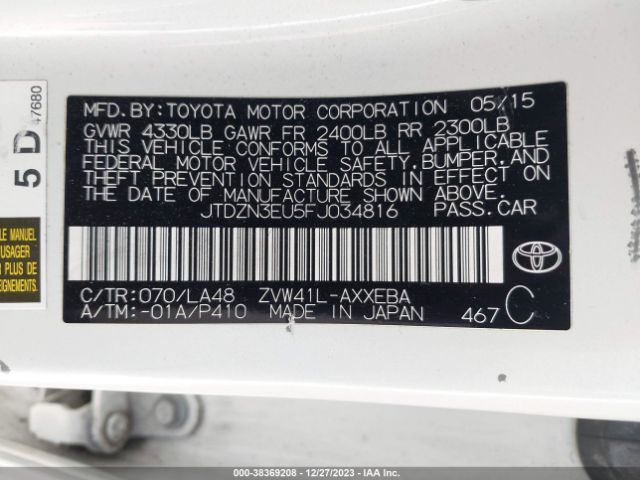 MFD. BY: TOYOTA MOTOR CORPORATION 05/15
GVWR 4330LB GAWR FR 2400LB RR 2300LB
THIS VEHICLE CONFORMS TO ALL APPLICABLE
FEDERAL MOTOR VEHICLE SAFETY, BUMPER, AND
THEFT PREVENTION STANDARDS IN EFFECT ON
THE DATE OF MANUFACTURE SHOWN ABOVE.
JTDZN3EU5FJ034816 PASS. CAR
C/TR: 070/LA48 ZVW41L-AXXEBA
A/TM: -01A/P410 MADE IN JAPAN 467 C
5 D
47680
MANUEL
USAGER
000-38369208 - 12/27/2023 - IAA Inc.